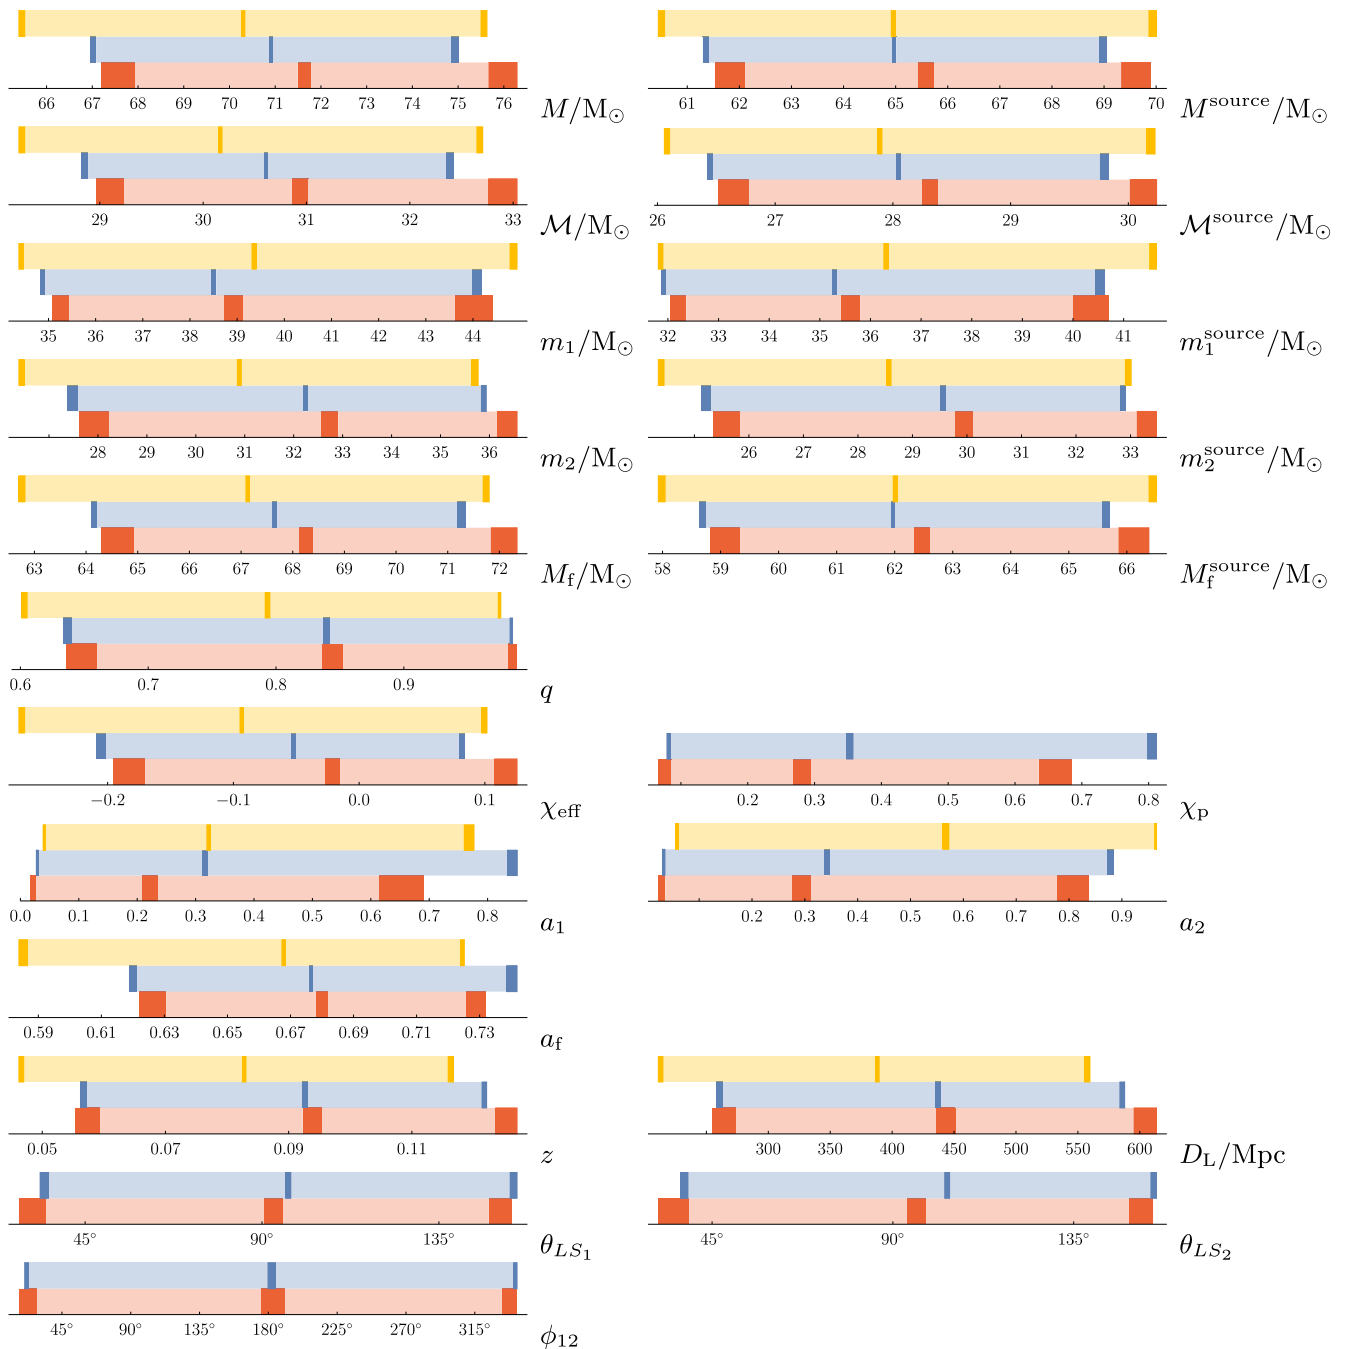 66 67 68 69 70 71 72 73 74 75 76
M/M⊙
61 62 63 64 65 66 67 68 69 70
M^source/M⊙
29 30 31 32 33
ℳ/M⊙
26 27 28 29 30
ℳ^source/M⊙
35 36 37 38 39 40 41 42 43 44
m₁/M⊙
32 33 34 35 36 37 38 39 40 41
m₁^source/M⊙
28 29 30 31 32 33 34 35 36
m₂/M⊙
26 27 28 29 30 31 32 33
m₂^source/M⊙
63 64 65 66 67 68 69 70 71 72
M_f/M⊙
58 59 60 61 62 63 64 65 66
M_f^source/M⊙
0.6 0.7 0.8 0.9
q
−0.2 −0.1 0.0 0.1
χ_eff
0.2 0.3 0.4 0.5 0.6 0.7 0.8
χ_p
0.0 0.1 0.2 0.3 0.4 0.5 0.6 0.7 0.8
a₁
0.2 0.3 0.4 0.5 0.6 0.7 0.8 0.9
a₂
0.59 0.61 0.63 0.65 0.67 0.69 0.71 0.73
a_f
0.05 0.07 0.09 0.11
z
300 350 400 450 500 550 600
D_L/Mpc
45° 90° 135°
θ_LS₁
45° 90° 135°
θ_LS₂
45° 90° 135° 180° 225° 270° 315°
ϕ₁₂